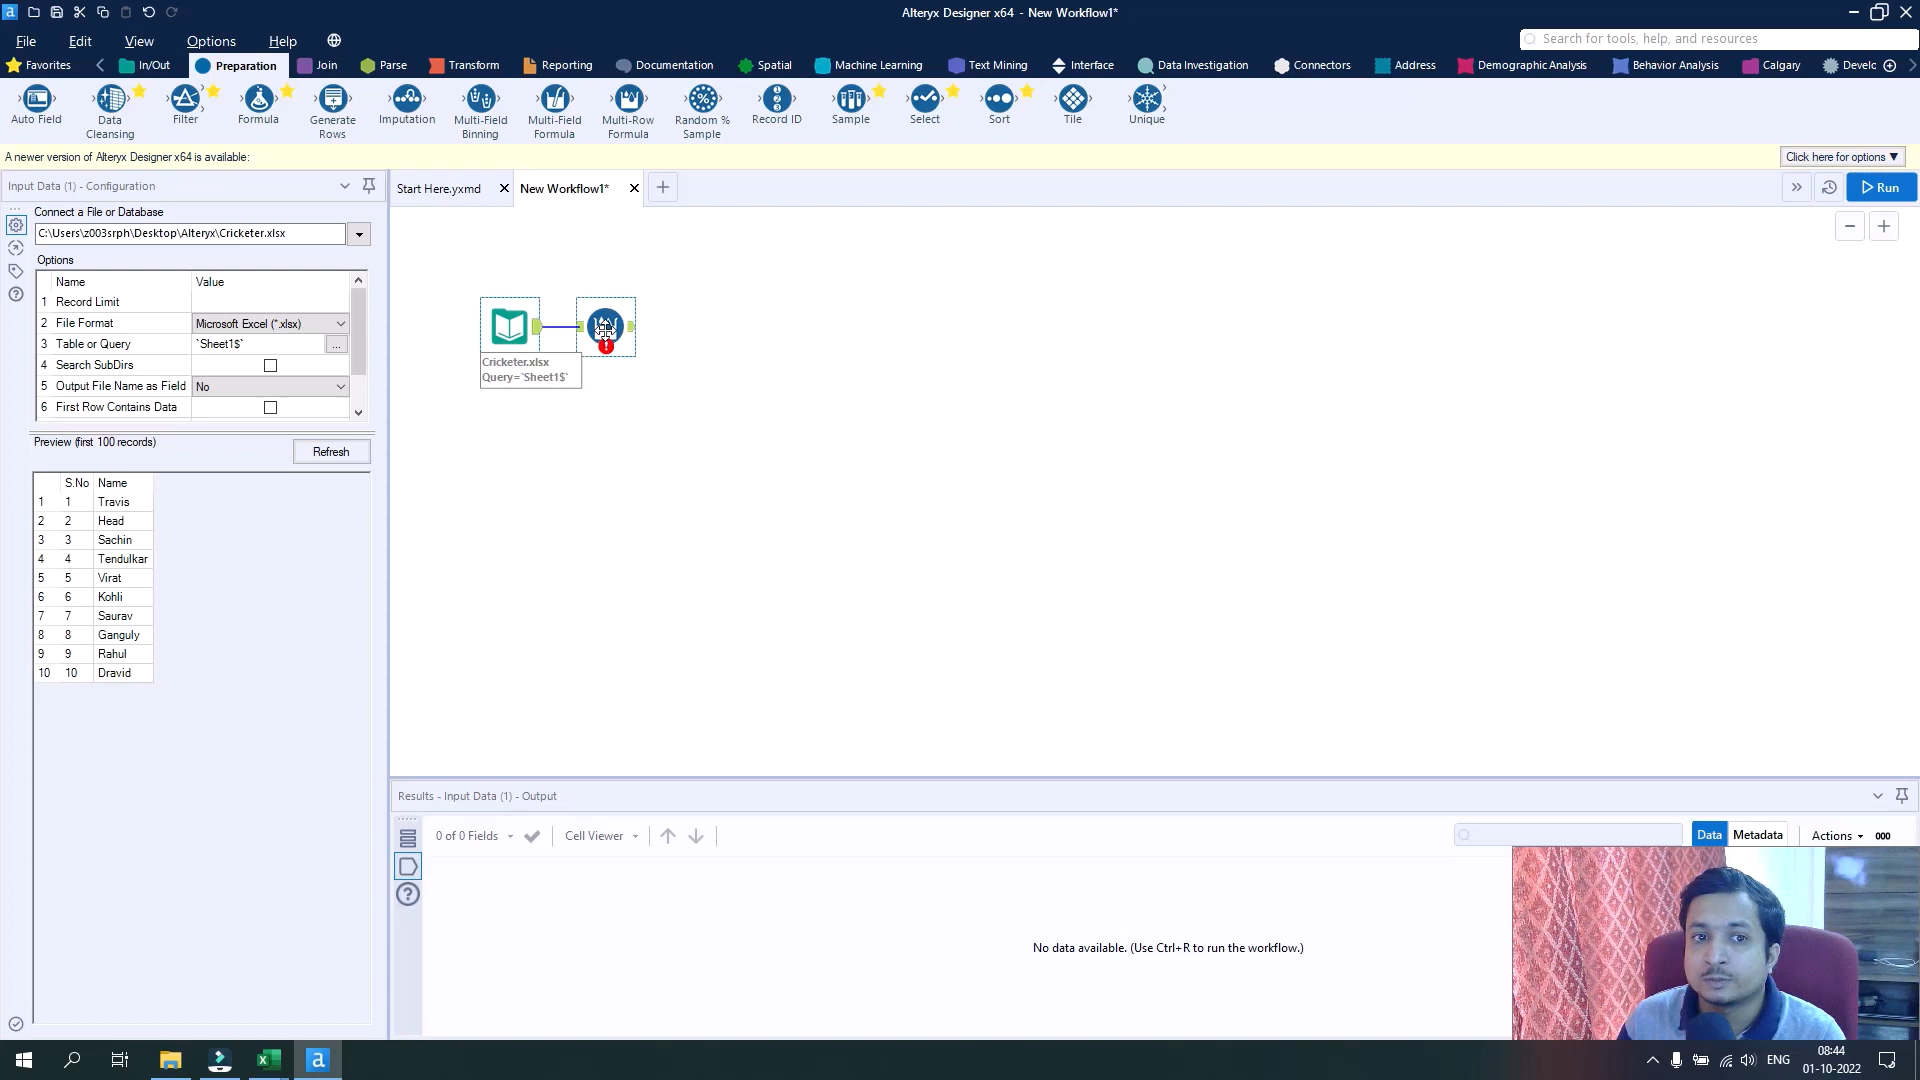 Alteryx Designer x64 - New Workflow1*
File Edit View Options Help
Search for tools, help, and resources
Favorites In/Out Preparation Join Parse Transform Reporting Documentation Spatial Machine Learning Text Mining Interface Data Investigation Connectors Address Demographic Analysis Behavior Analysis Calgary Develo
Auto Field Data Cleansing Filter Formula Generate Rows Imputation Multi-Field Binning Multi-Field Formula Multi-Row Formula Random % Sample Record ID Sample Select Sort Tile Unique
A newer version of Alteryx Designer x64 is available:
Click here for options ▼
Input Data (1) - Configuration
Start Here.yxmd
New Workflow1*
Run
Connect a File or Database
C:\Users\z003srph\Desktop\Alteryx\Cricketer.xlsx
Options
Name Value
1 Record Limit
2 File Format Microsoft Excel (*.xlsx)
3 Table or Query `Sheet1$` ...
4 Search SubDirs
5 Output File Name as Field No
6 First Row Contains Data
Cricketer.xlsx
Query=`Sheet1$`
Preview (first 100 records)
Refresh
S.No Name
1 1 Travis
2 2 Head
3 3 Sachin
4 4 Tendulkar
5 5 Virat
6 6 Kohli
7 7 Saurav
8 8 Ganguly
9 9 Rahul
10 10 Dravid
Results - Input Data (1) - Output
0 of 0 Fields
Cell Viewer
Data
Metadata
Actions
000
No data available. (Use Ctrl+R to run the workflow.)
ENG
08:44
01-10-2022